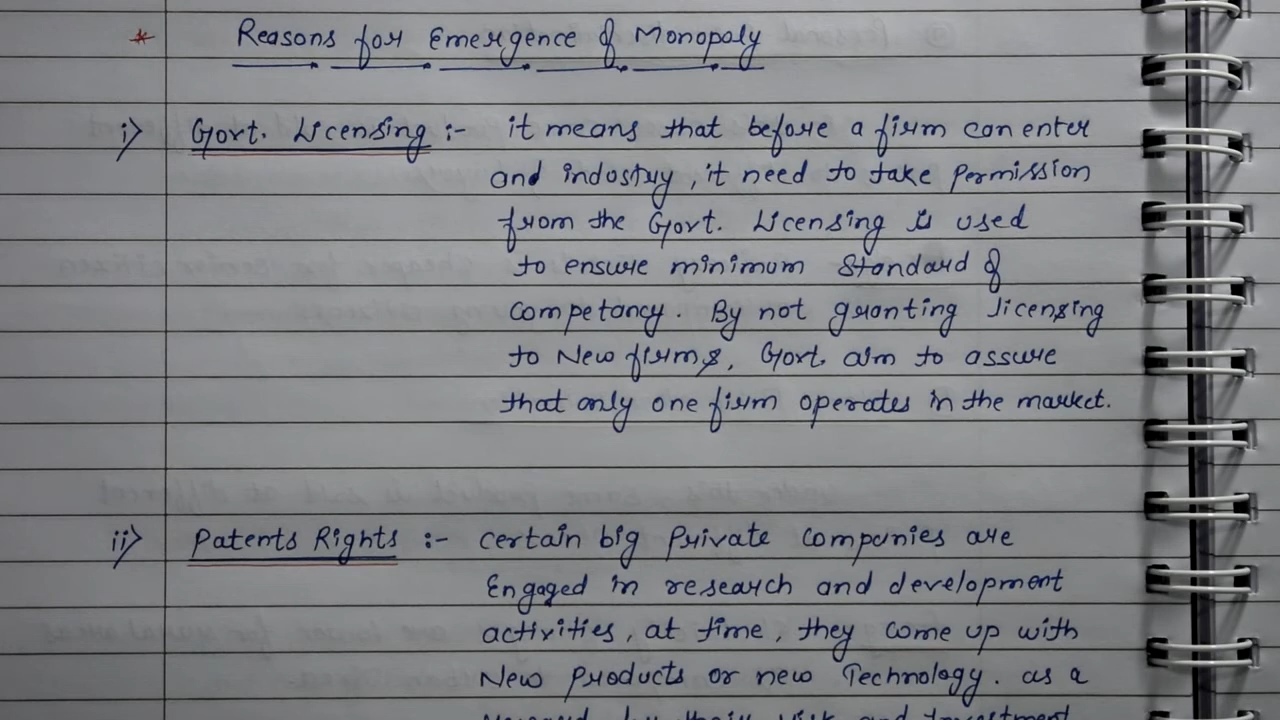 * Reasons for Emergence of Monopoly
i) Govt. Licensing :- it means that before a firm can enter
and indostry, it need to take Permission
from the Govt. Licensing is used
to ensure minimum Standard of
Competancy. By not granting licensing
to New firms, Govt. aim to assure
that only one firm operates in the market.
ii) Patents Rights :- certain big Private companies are
Engaged in research and development
activities, at time, they come up with
New Products or new Technology. as a